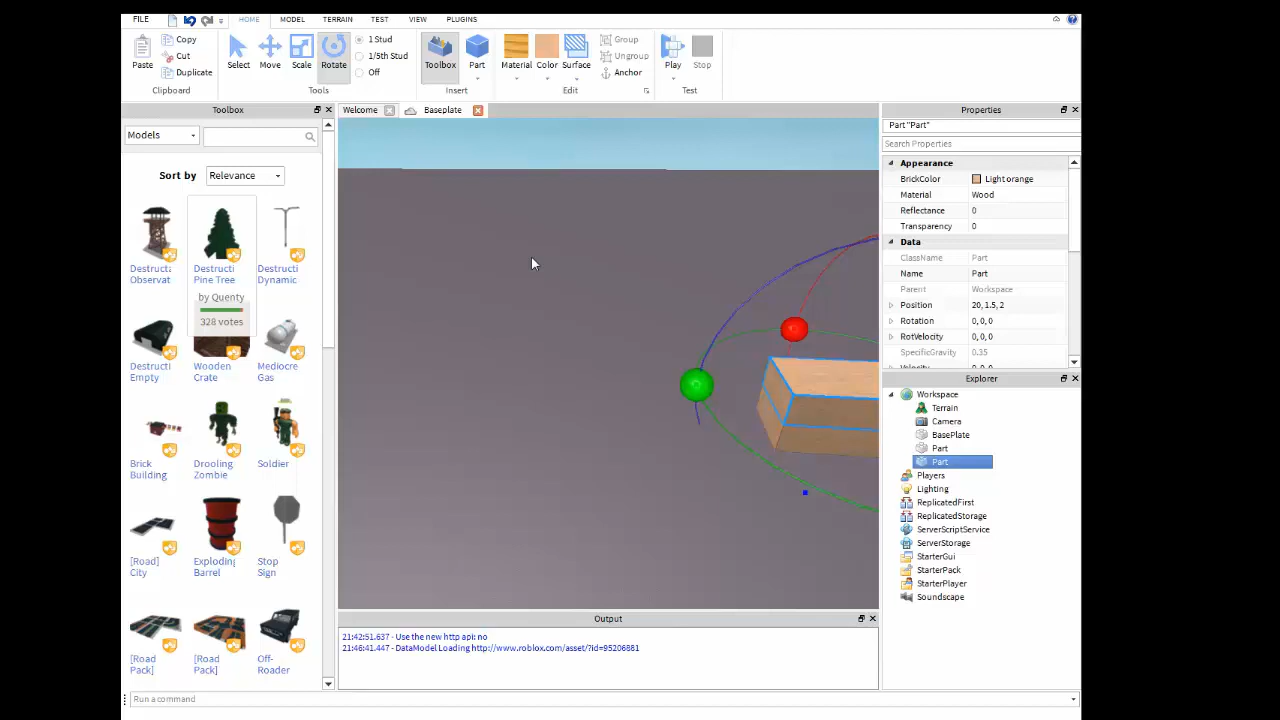 FILE HOME MODEL TERRAIN TEST VIEW PLUGINS
Paste Copy Cut Duplicate
Select Move Scale Rotate
1 Stud
1/5th Stud
Off
Toolbox Part
Material Color Surface
Group
Ungroup
Anchor
Play Stop
Clipboard Tools Insert Edit Test
Toolbox
Models
Sort by Relevance
Destructi Observat
Destructi Pine Tree
by Quenty
328 votes
Destructi Dynamic
Destructi Empty
Wooden Crate
Mediocre Gas
Brick Building
Drooling Zombie
Soldier
[Road] City
Exploding Barrel
Stop Sign
[Road Pack]
[Road Pack]
Off-Roader
Welcome Baseplate
Output
21:42:51.637 - Use the new http api: no
21:46:41.447 - DataModel Loading http://www.roblox.com/asset/?id=95206881
Run a command
Properties
Part "Part"
Search Properties
Appearance
BrickColor Light orange
Material Wood
Reflectance 0
Transparency 0
Data
ClassName Part
Name Part
Parent Workspace
Position 20, 1.5, 2
Rotation 0, 0, 0
RotVelocity 0, 0, 0
SpecificGravity 0.35
Explorer
Workspace
Terrain
Camera
BasePlate
Part
Part
Players
Lighting
ReplicatedFirst
ReplicatedStorage
ServerScriptService
ServerStorage
StarterGui
StarterPack
StarterPlayer
Soundscape